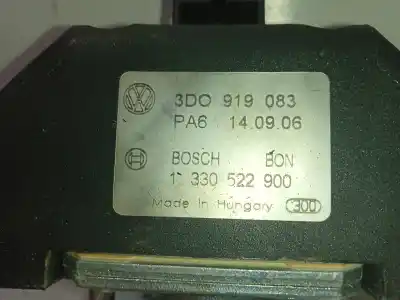 3D0 919 083
PA6 14.09.06
BOSCH BON
1 330 522 900
Made in Hungary 300